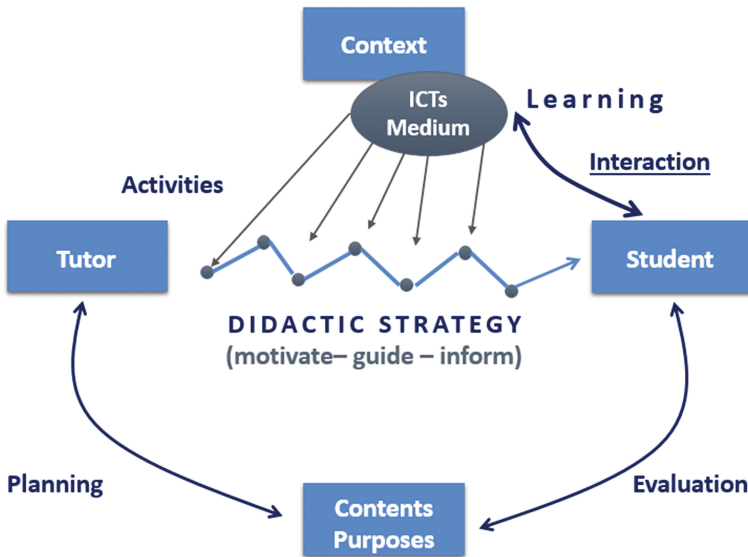 Context
ICTs
Medium
Learning
Interaction
Activities
Tutor
Student
DIDACTIC STRATEGY
(motivate– guide – inform)
Planning
Evaluation
Contents
Purposes